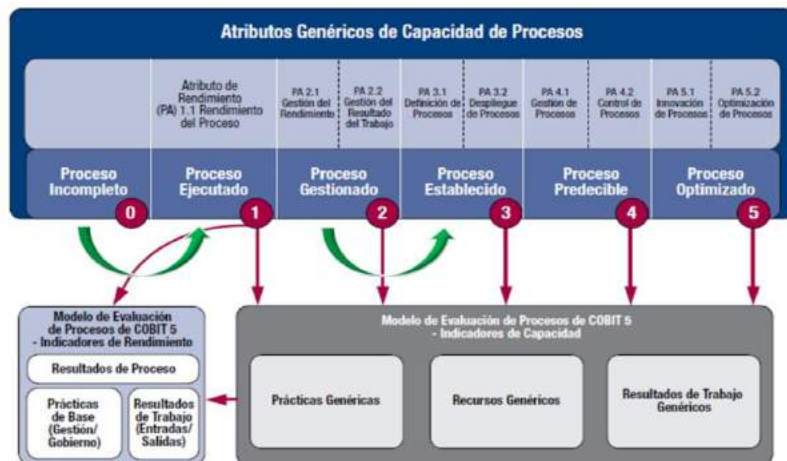 Atributos Genéricos de Capacidad de Procesos
Atributo de
Rendimiento
(PA) 1.1 Rendimiento
del Proceso
PA 2.1
Gestión del
Rendimiento
PA 2.2
Gestión del
Resultado
del Trabajo
PA 3.1
Definición de
Procesos
PA 3.2
Despliegue
de Procesos
PA 4.1
Gestión de
Procesos
PA 4.2
Control de
Procesos
PA 5.1
Innovación
de Procesos
PA 5.2
Optimización
de Procesos
Proceso
Incompleto
0
Proceso
Ejecutado
1
Proceso
Gestionado
2
Proceso
Establecido
3
Proceso
Predecible
4
Proceso
Optimizado
5
Modelo de Evaluación
de Procesos de COBIT 5
- Indicadores de Rendimiento
Resultados de Proceso
Prácticas
de Base
(Gestión/
Gobierno)
Resultados
de Trabajo
(Entradas/
Salidas)
Modelo de Evaluación de Procesos de COBIT 5
- Indicadores de Capacidad
Prácticas Genéricas
Recursos Genéricos
Resultados de Trabajo
Genéricos